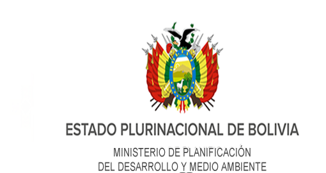 ESTADO PLURINACIONAL DE BOLIVIA
MINISTERIO DE PLANIFICACIÓN
DEL DESARROLLO Y MEDIO AMBIENTE